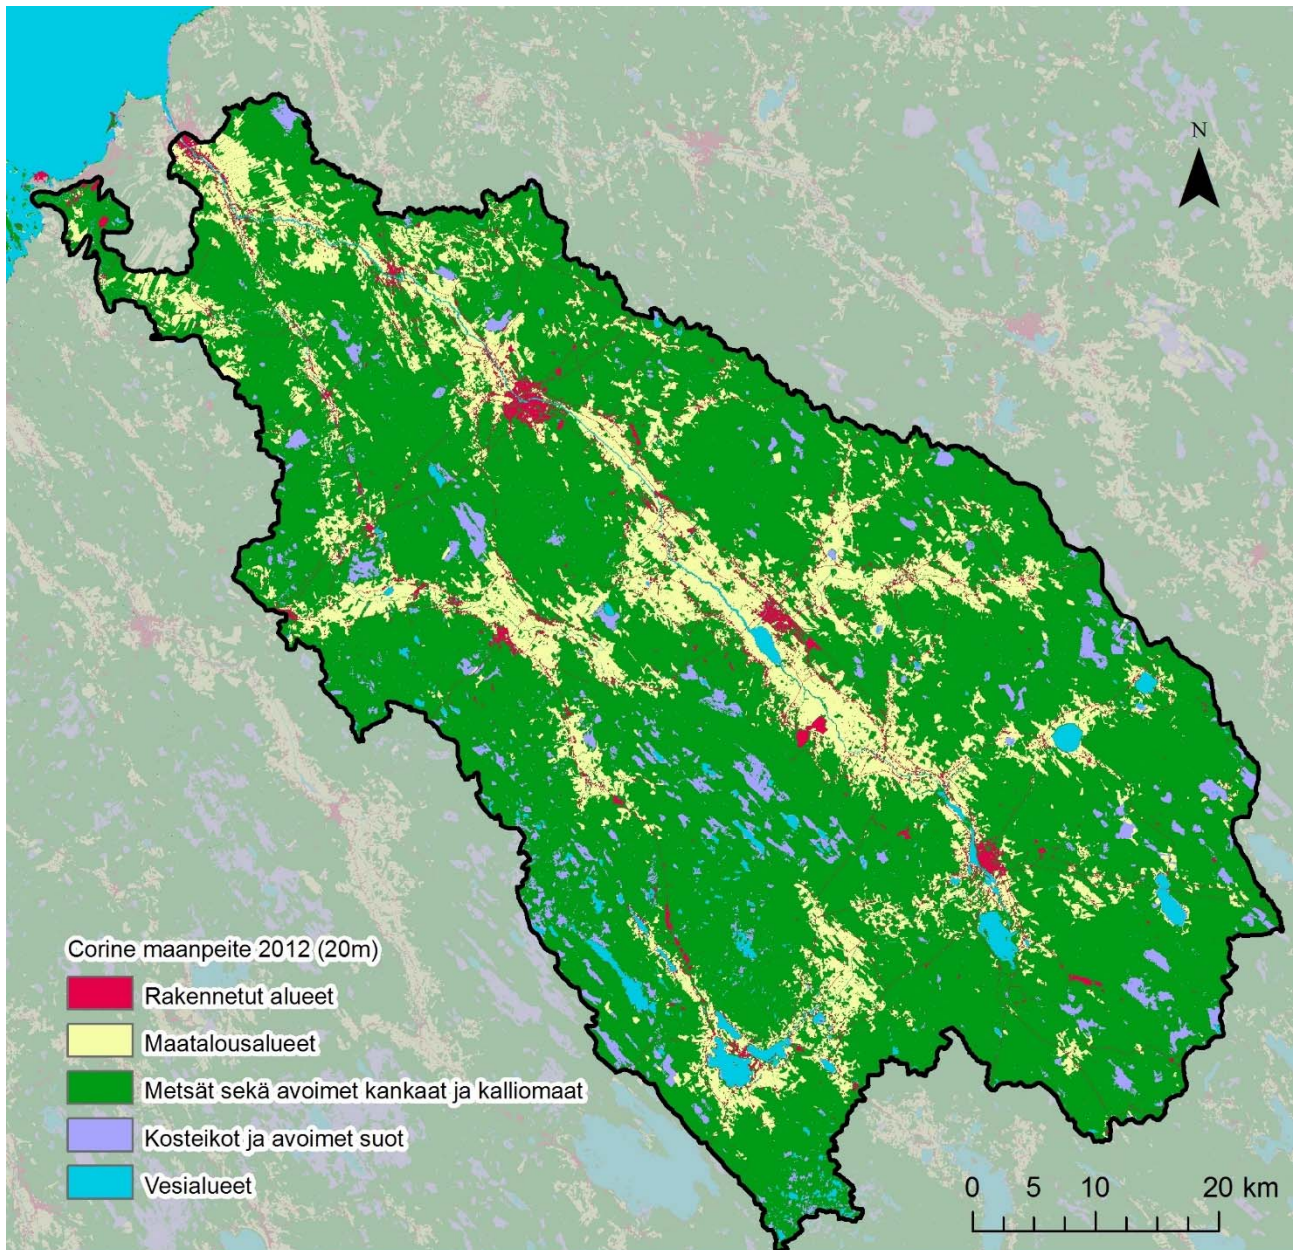 N
Corine maanpeite 2012 (20m)
Rakennetut alueet
Maatalousalueet
Metsät sekä avoimet kankaat ja kalliomaat
Kosteikot ja avoimet suot
Vesialueet
0 5 10 20 km